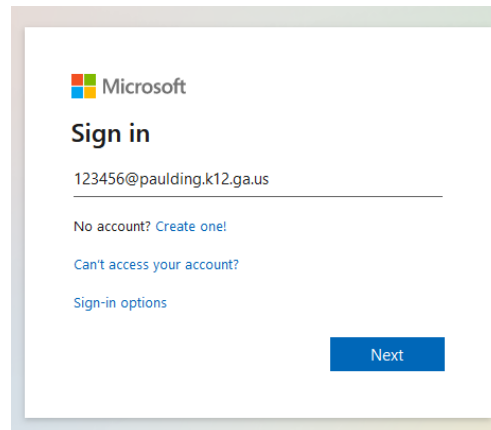 Microsoft
Sign in
123456@paulding.k12.ga.us
No account? Create one!
Can't access your account?
Sign-in options
Next